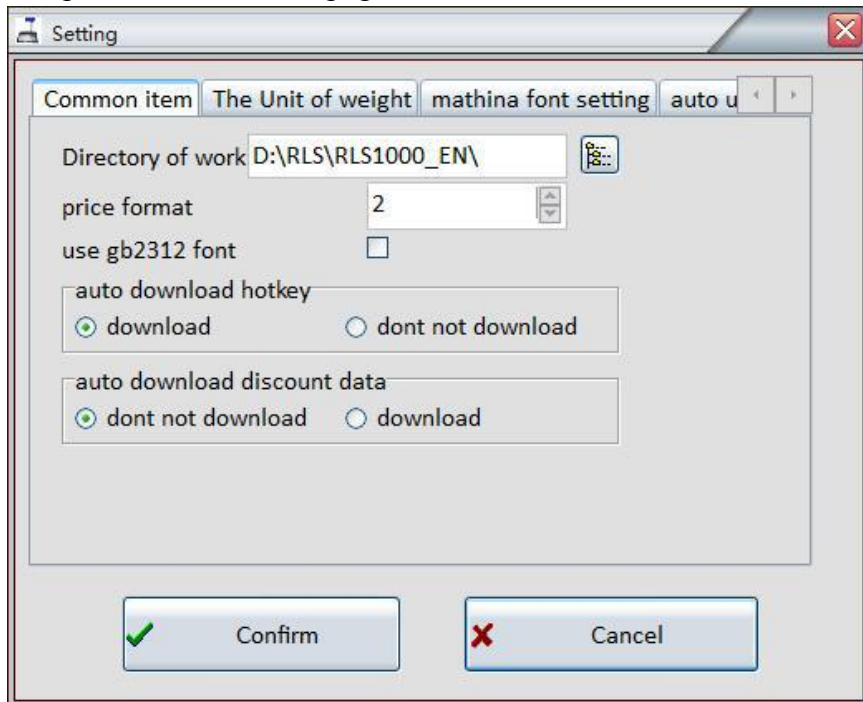 Setting
Common item The Unit of weight mathina font setting auto u
Directory of work D:\RLS\RLS1000_EN\
price format 2
use gb2312 font
auto download hotkey
download dont not download
auto download discount data
dont not download download
Confirm Cancel